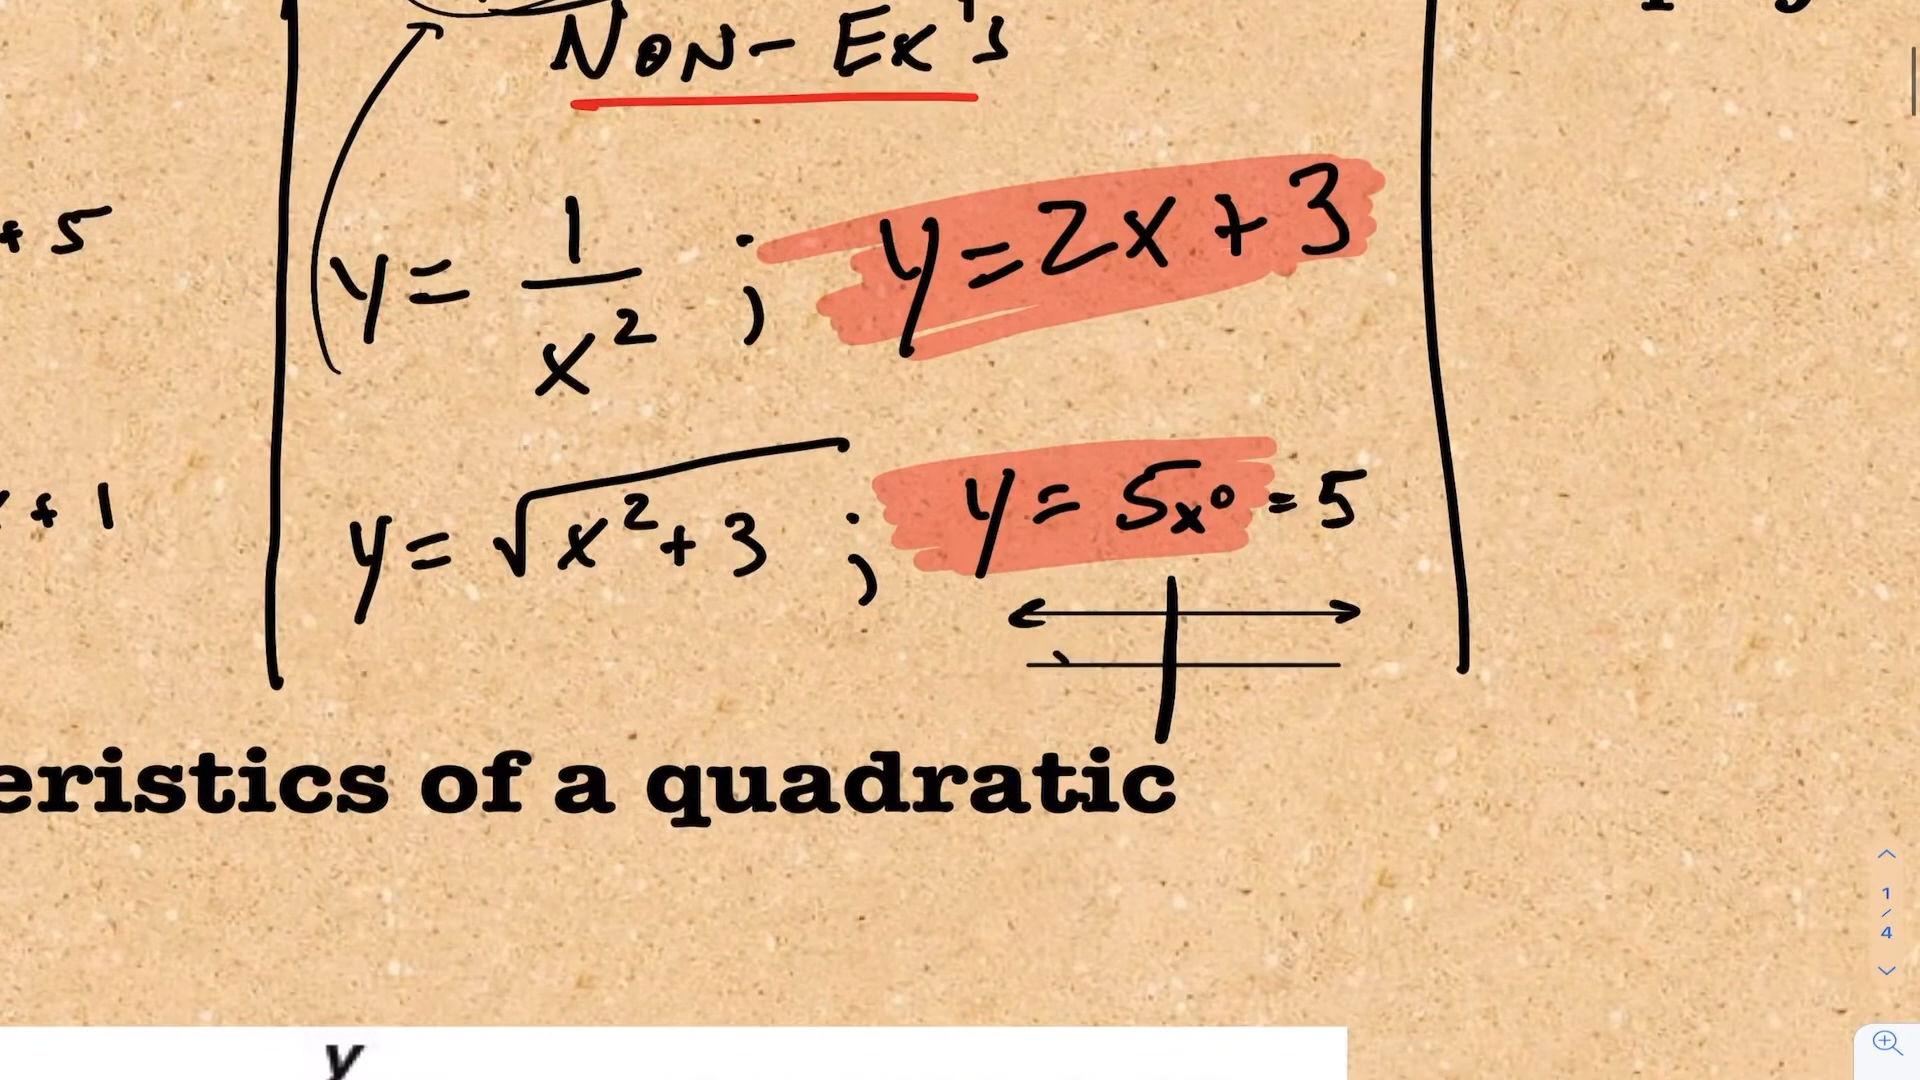 Non-Ex's
+ 5
y = 1/x² ; y = 2x + 3
+ 1
y = √(x² + 3) ; y = 5x⁰ = 5
eristics of a quadratic
y
1
/
4